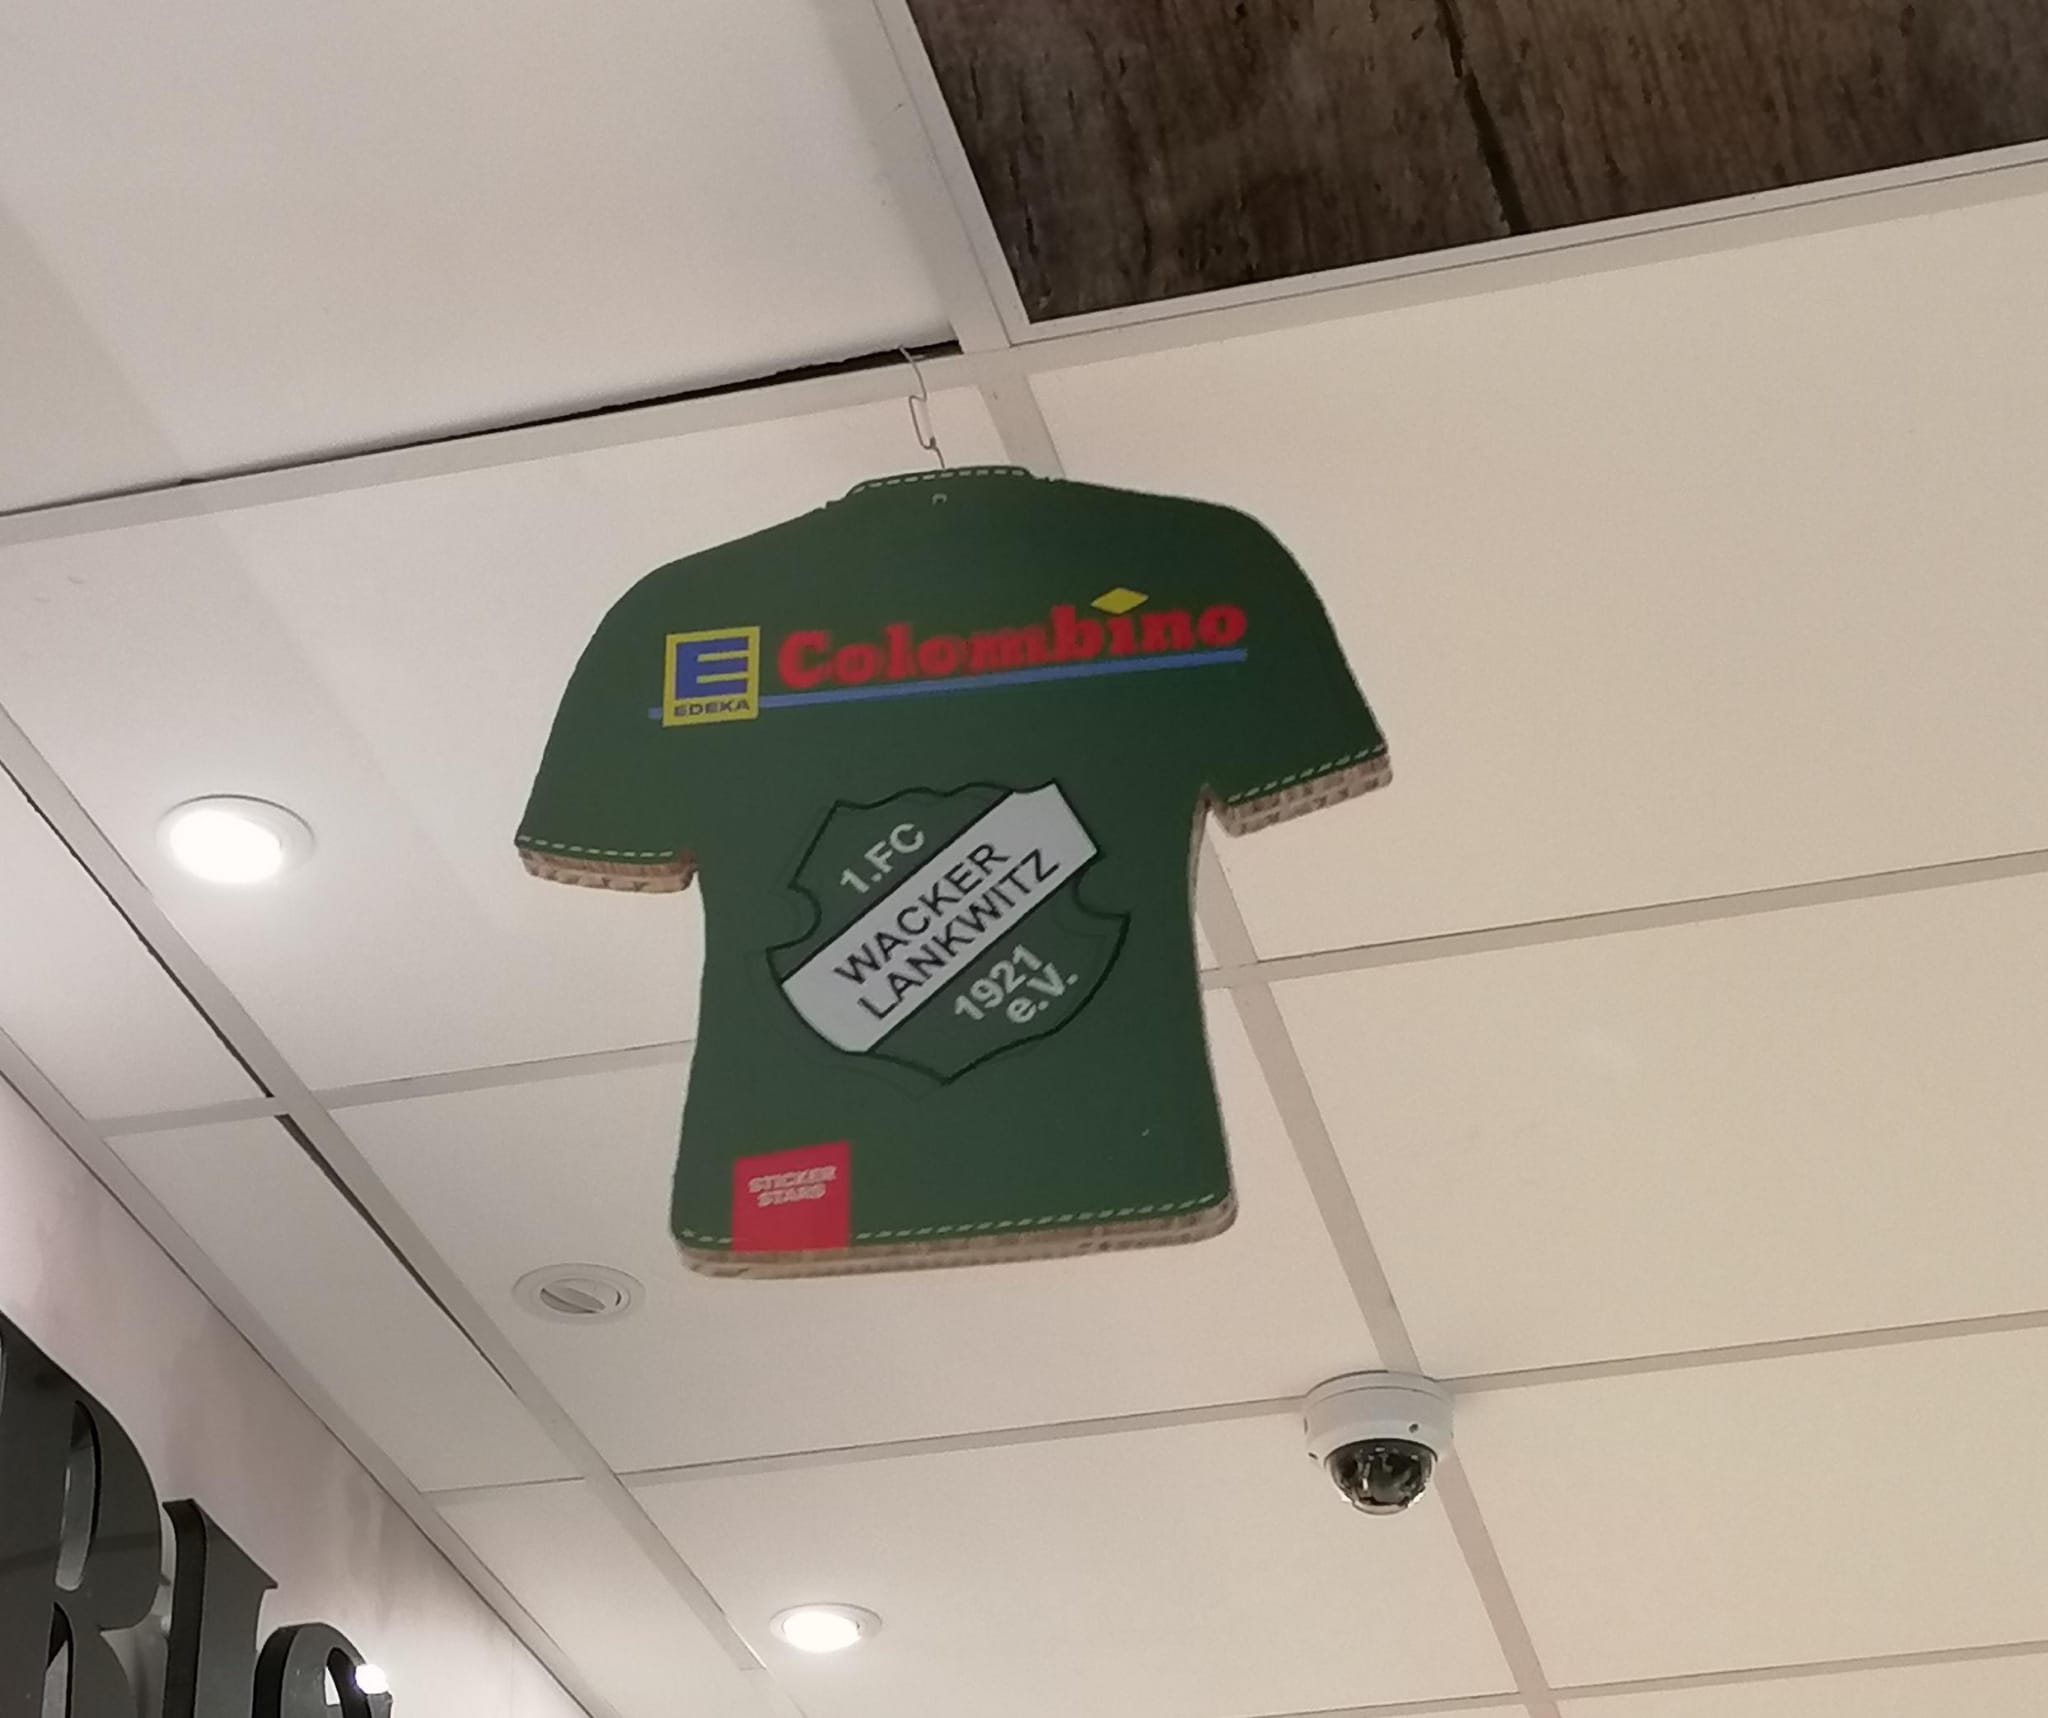 EDEKA
Colombino
1.FC
WACKER
LANKWITZ
1921
e.V.
STICKER
STARS